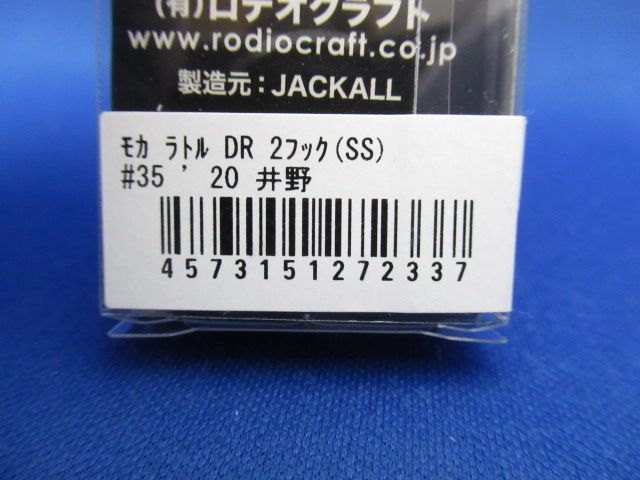 (有)ロデオクラフト
www.rodiocraft.co.jp
製造元：JACKALL
ﾓｶ ﾗﾄﾙ DR 2ﾌｯｸ(SS)
#35 ’20 井野
4573151272337